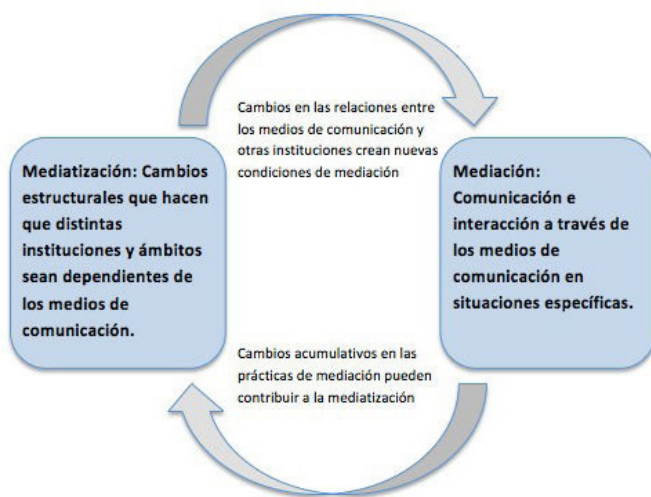 Cambios en las relaciones entre
los medios de comunicación y
otras instituciones crean nuevas
condiciones de mediación
Mediatización: Cambios
estructurales que hacen
que distintas
instituciones y ámbitos
sean dependientes de
los medios de
comunicación.
Mediación:
Comunicación e
interacción a través de
los medios de
comunicación en
situaciones específicas.
Cambios acumulativos en las
prácticas de mediación pueden
contribuir a la mediatización